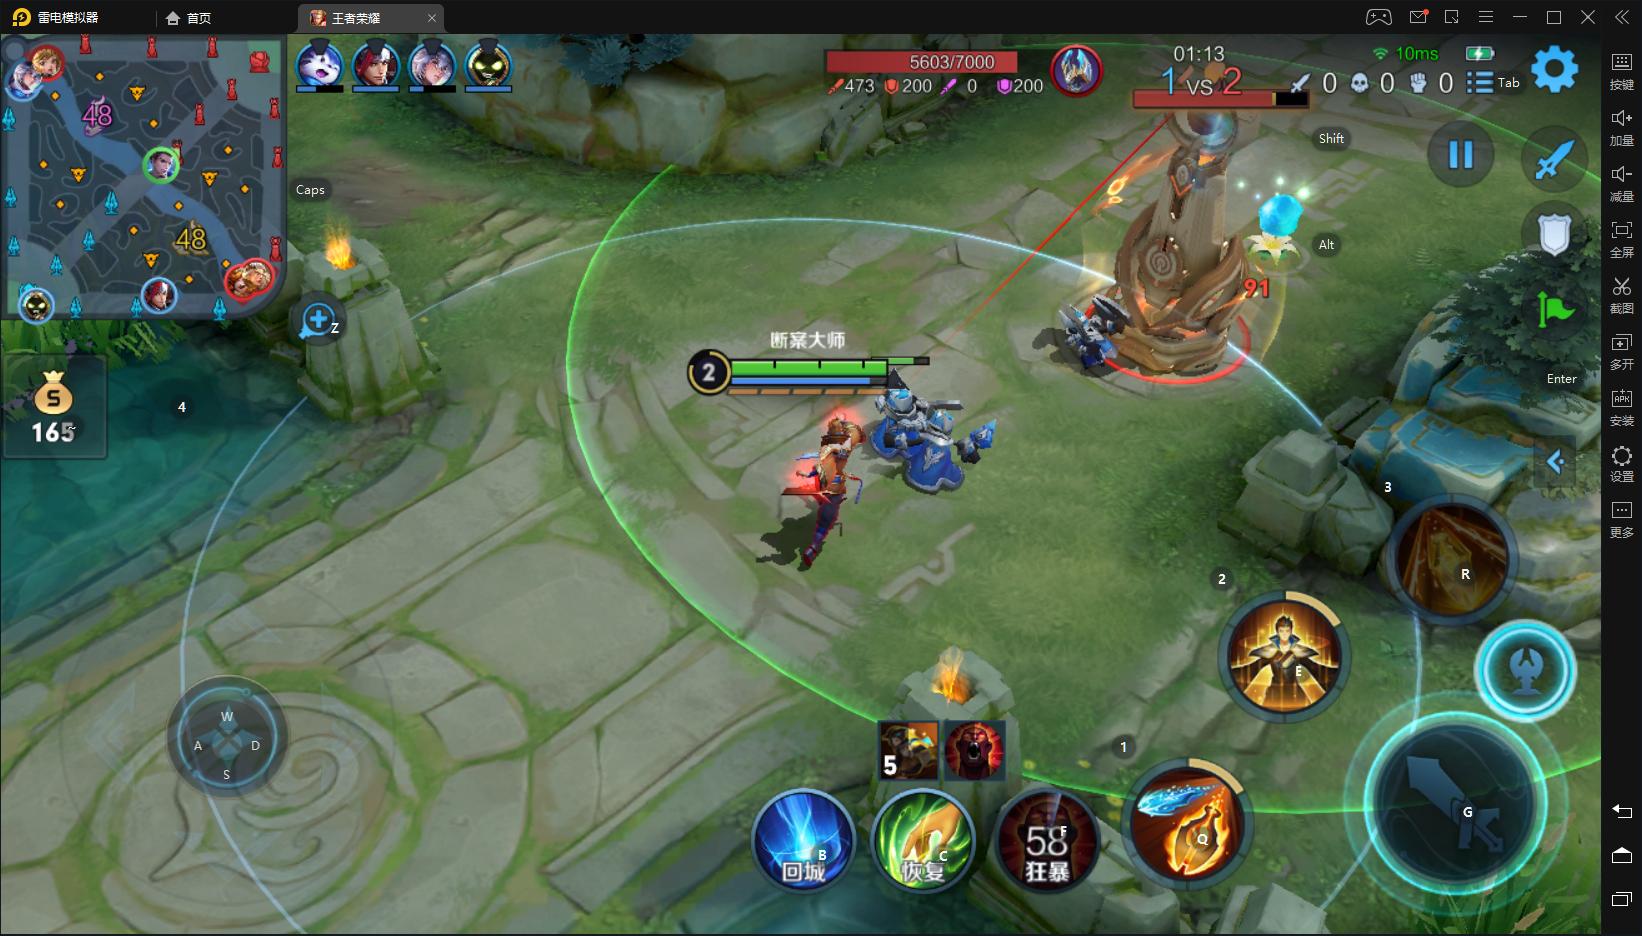 雷电模拟器
首页
王者荣耀
5603/7000
473 200 0 200
01:13
1 vs 2
10ms
0 0 0
Tab
Shift
Caps
Alt
Enter
48
48
Z
4
S
165
91
断案大师
2
3
R
2
E
1
Q
G
W
A D
S
5
B
回城
C
恢复
58
F
狂暴
按键
加量
减量
全屏
截图
多开
APK
安装
设置
更多